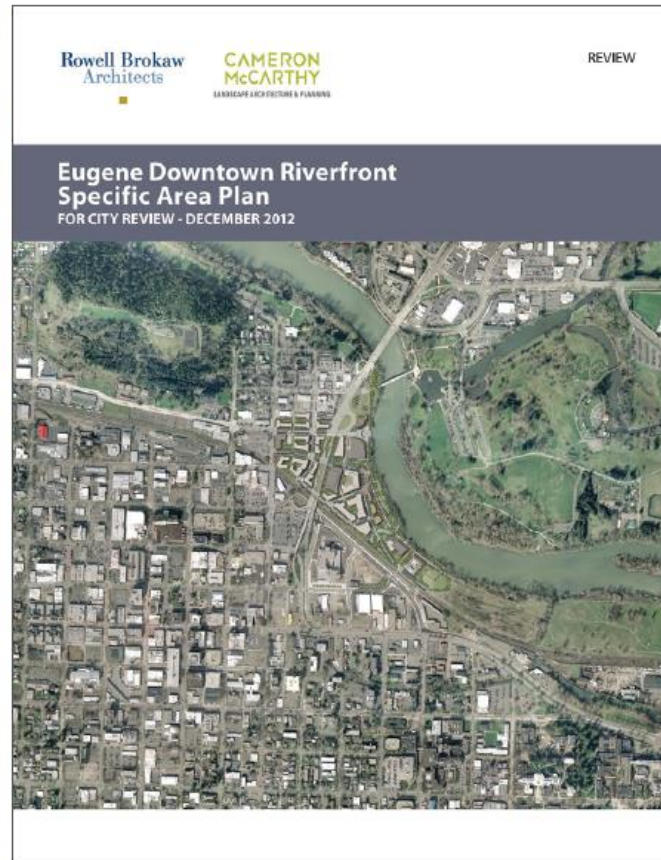 Rowell Brokaw
Architects
CAMERON
McCARTHY
LANDSCAPE ARCHITECTURE & PLANNING
REVIEW
Eugene Downtown Riverfront
Specific Area Plan
FOR CITY REVIEW - DECEMBER 2012